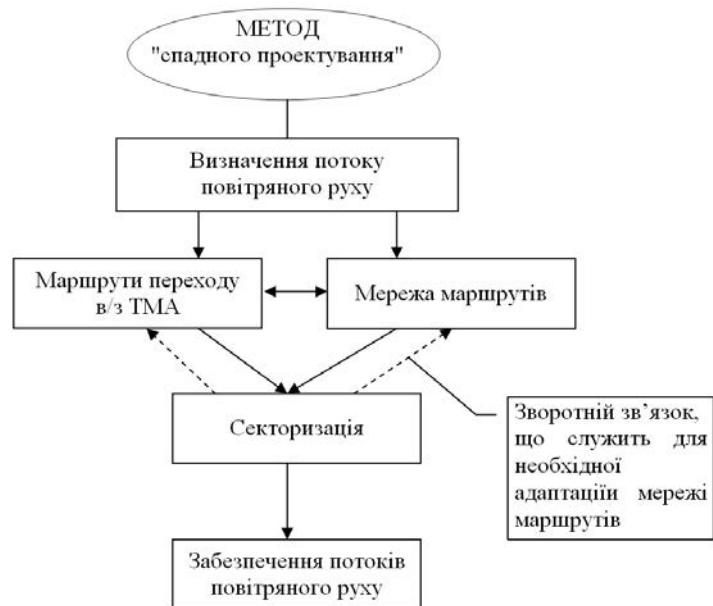 МЕТОД
"спадного проектування"
Визначення потоку
повітряного руху
Маршрути переходу
в/з ТМА
Мережа маршрутів
Секторизація
Зворотній зв’язок,
що служить для
необхідної
адаптаціїи мережі
маршрутів
Забезпечення потоків
повітряного руху